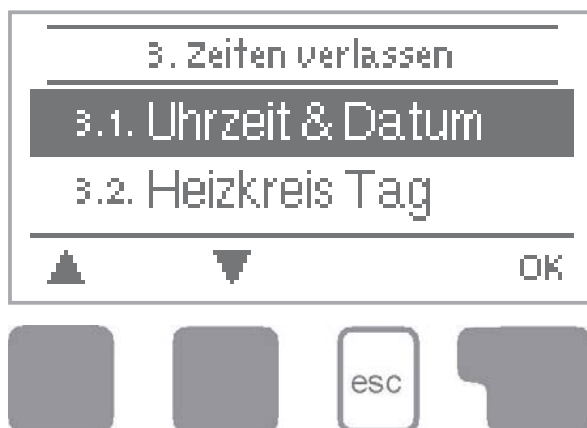 3. Zeiten verlassen
3.1. Uhrzeit & Datum
3.2. Heizkreis Tag
OK
esc